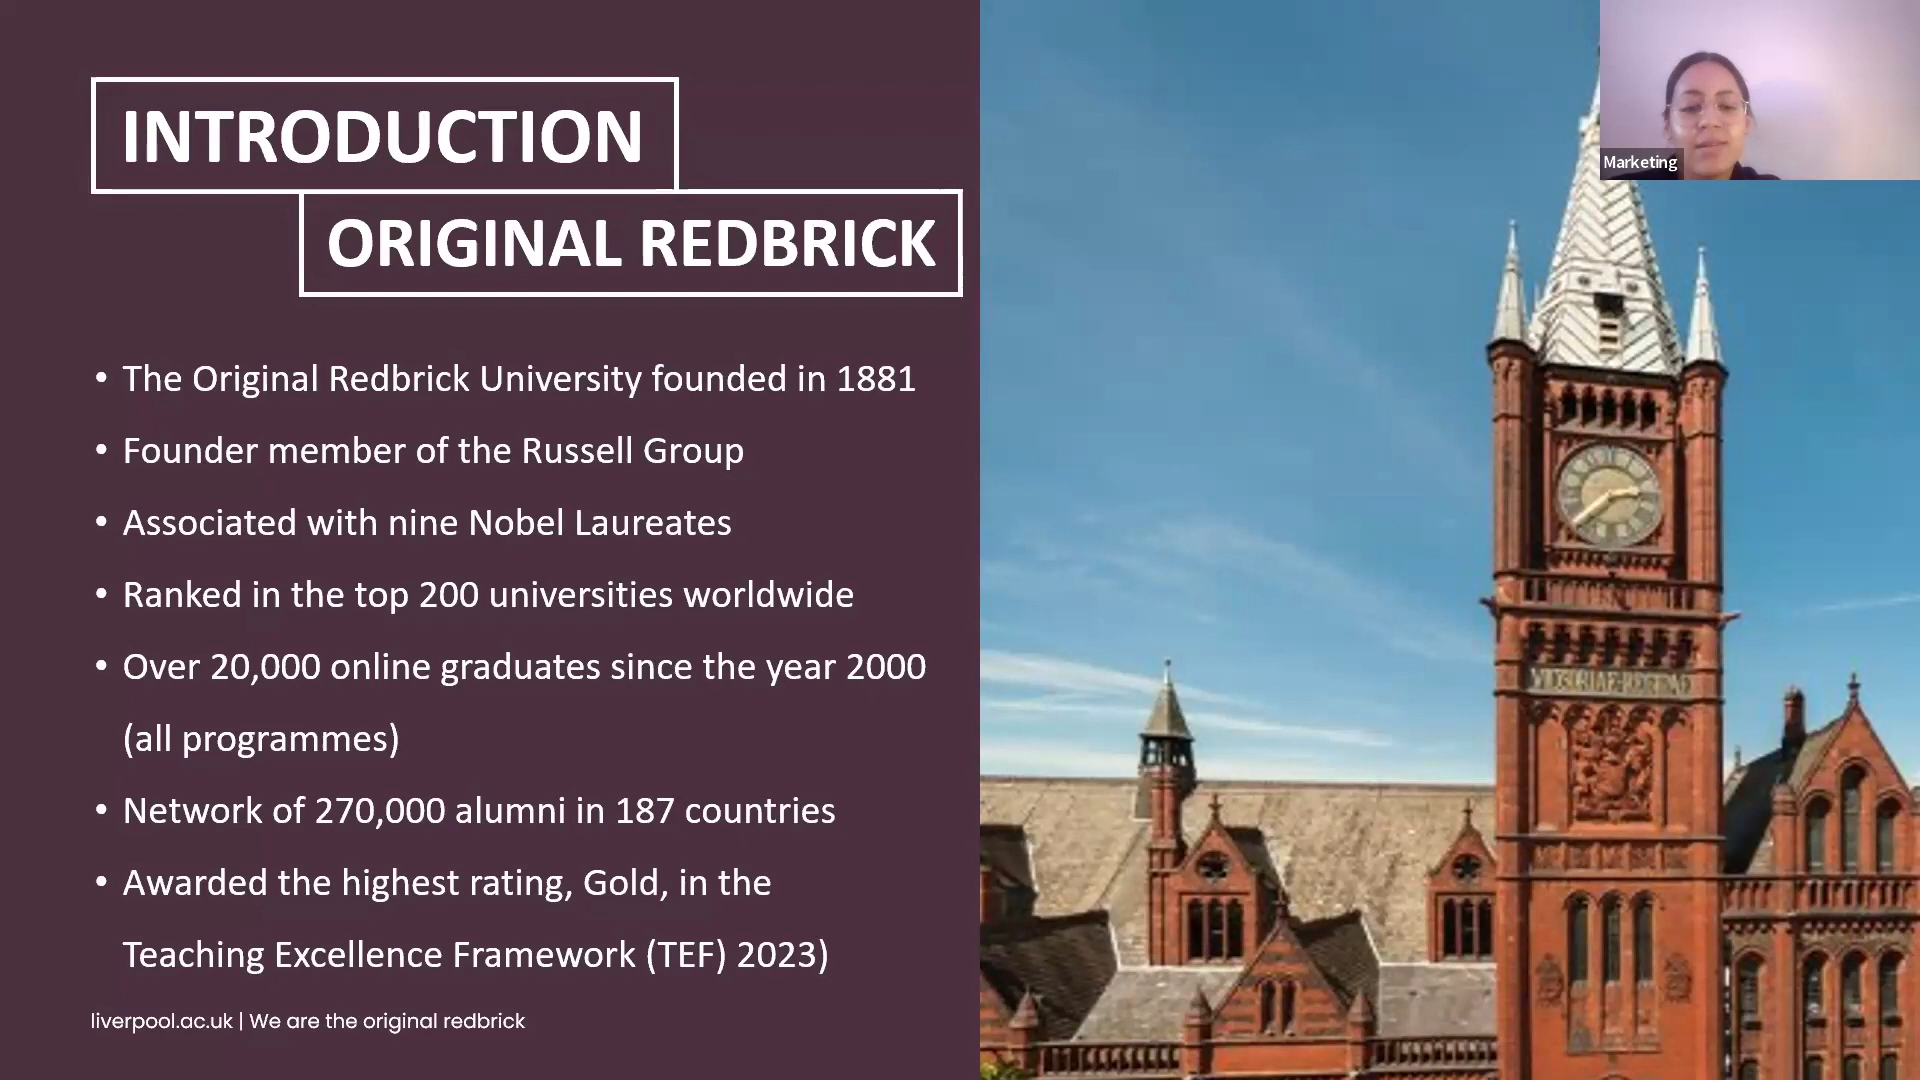 INTRODUCTION
ORIGINAL REDBRICK
• The Original Redbrick University founded in 1881
• Founder member of the Russell Group
• Associated with nine Nobel Laureates
• Ranked in the top 200 universities worldwide
• Over 20,000 online graduates since the year 2000
(all programmes)
• Network of 270,000 alumni in 187 countries
• Awarded the highest rating, Gold, in the
Teaching Excellence Framework (TEF) 2023)
liverpool.ac.uk | We are the original redbrick
Marketing